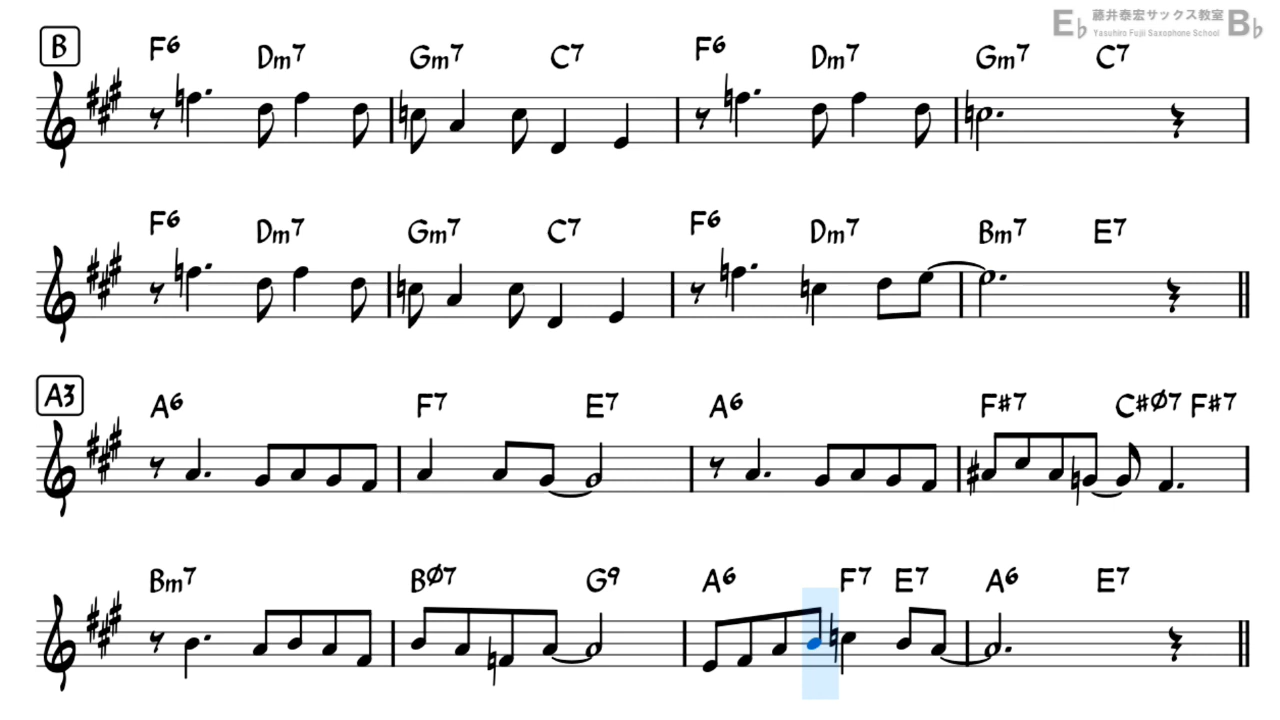 E♭ 藤井泰宏サックス教室 B♭
Yasuhiro Fujii Saxophone School
B
F6 Dm7 Gm7 C7 F6 Dm7 Gm7 C7
F6 Dm7 Gm7 C7 F6 Dm7 Bm7 E7
A3
A6 F7 E7 A6 F#7 C#Ø7 F#7
Bm7 BØ7 G9 A6 F7 E7 A6 E7